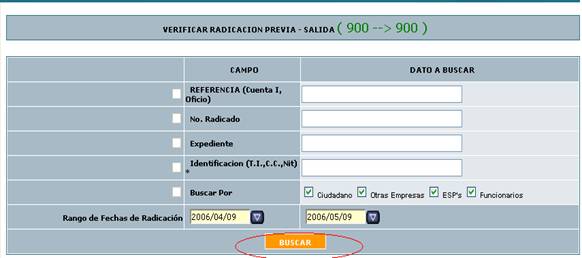 VERIFICAR RADICACION PREVIA - SALIDA ( 900 --> 900 )
CAMPO DATO A BUSCAR
REFERENCIA (Cuenta I, Oficio)
No. Radicado
Expediente
Identificacion (T.I.,C.C.,Nit) *
Buscar Por Ciudadano Otras Empresas ESP's Funcionarios
Rango de Fechas de Radicación 2006/04/09 2006/05/09
BUSCAR